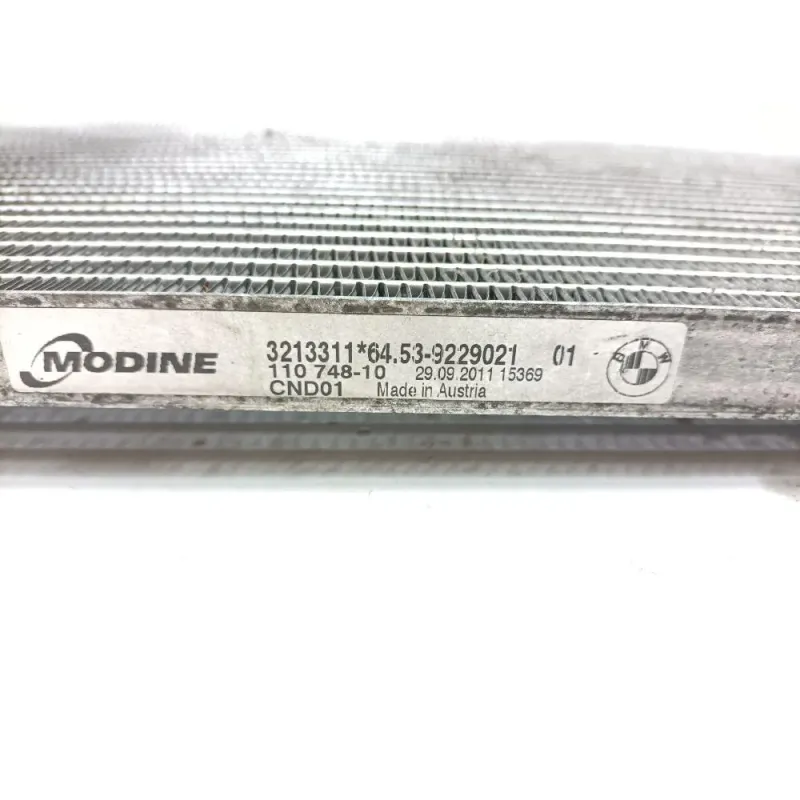 MODINE
3213311*64.53-9229021 01
110 748-10 29.09.2011 15369
CND01 Made in Austria
BMW